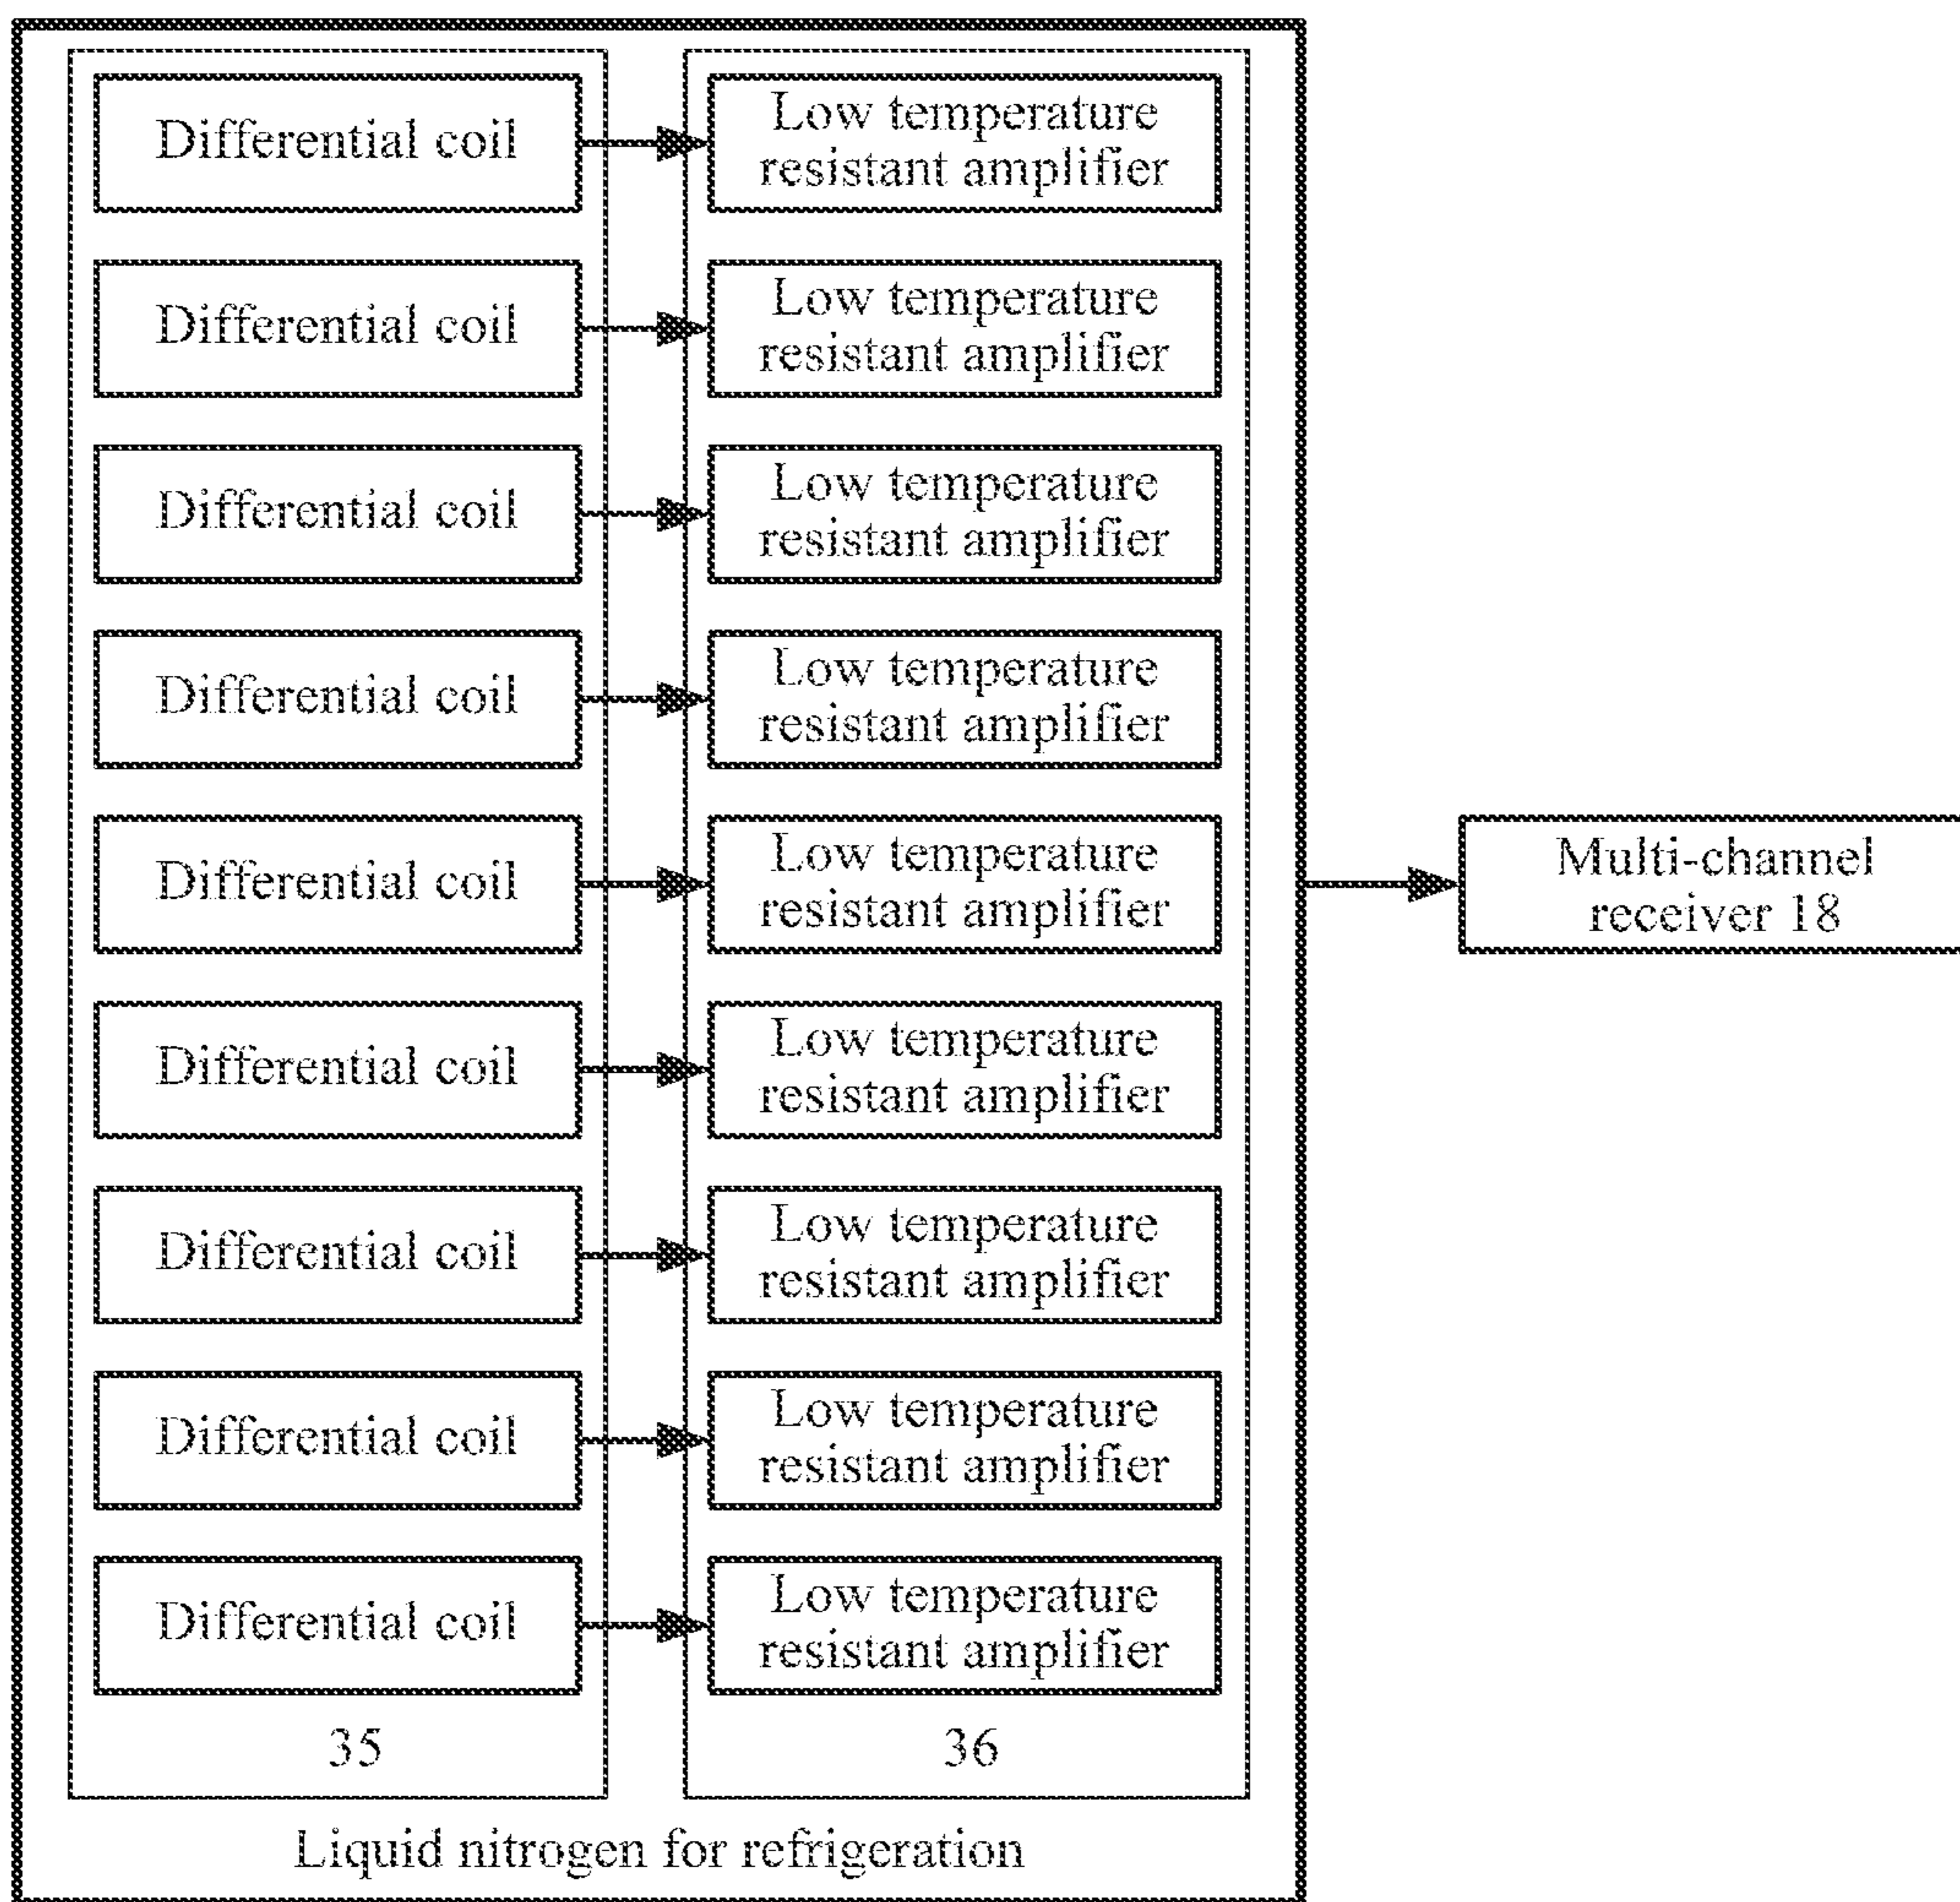 Differential coil
Low temperature
resistant amplifier
Differential coil
Low temperature
resistant amplifier
Differential coil
Low temperature
resistant amplifier
Differential coil
Low temperature
resistant amplifier
Differential coil
Low temperature
resistant amplifier
Multi-channel
receiver 18
Differential coil
Low temperature
resistant amplifier
Differential coil
Low temperature
resistant amplifier
Differential coil
Low temperature
resistant amplifier
Differential coil
Low temperature
resistant amplifier
35
36
Liquid nitrogen for refrigeration